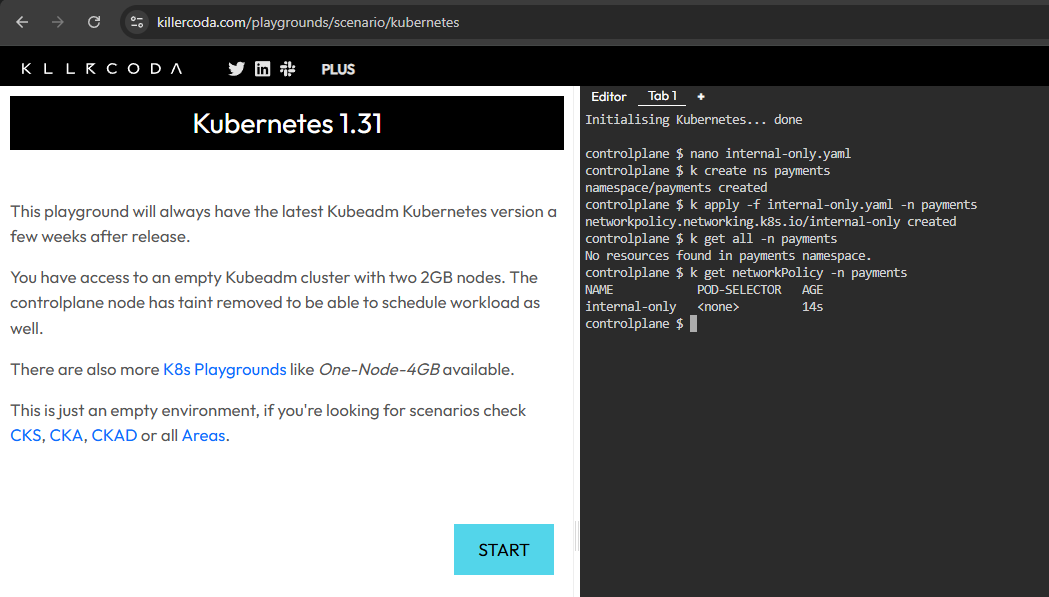 killercoda.com/playgrounds/scenario/kubernetes
KLLRCODA PLUS
Kubernetes 1.31
This playground will always have the latest Kubeadm Kubernetes version a
few weeks after release.
You have access to an empty Kubeadm cluster with two 2GB nodes. The
controlplane node has taint removed to be able to schedule workload as
well.
There are also more K8s Playgrounds like One-Node-4GB available.
This is just an empty environment, if you're looking for scenarios check
CKS, CKA, CKAD or all Areas.
START
Editor Tab 1 +
Initialising Kubernetes... done
controlplane $ nano internal-only.yaml
controlplane $ k create ns payments
namespace/payments created
controlplane $ k apply -f internal-only.yaml -n payments
networkpolicy.networking.k8s.io/internal-only created
controlplane $ k get all -n payments
No resources found in payments namespace.
controlplane $ k get networkPolicy -n payments
NAME POD-SELECTOR AGE
internal-only <none> 14s
controlplane $